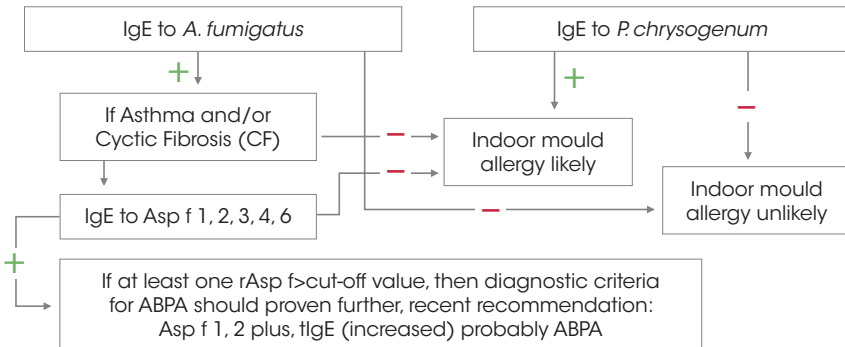 IgE to A. fumigatus
IgE to P. chrysogenum
+
+
−
If Asthma and/or
Cyctic Fibrosis (CF)
−
Indoor mould
allergy likely
−
Indoor mould
allergy unlikely
IgE to Asp f 1, 2, 3, 4, 6
−
+
If at least one rAsp f>cut-off value, then diagnostic criteria
for ABPA should proven further, recent recommendation:
Asp f 1, 2 plus, tIgE (increased) probably ABPA